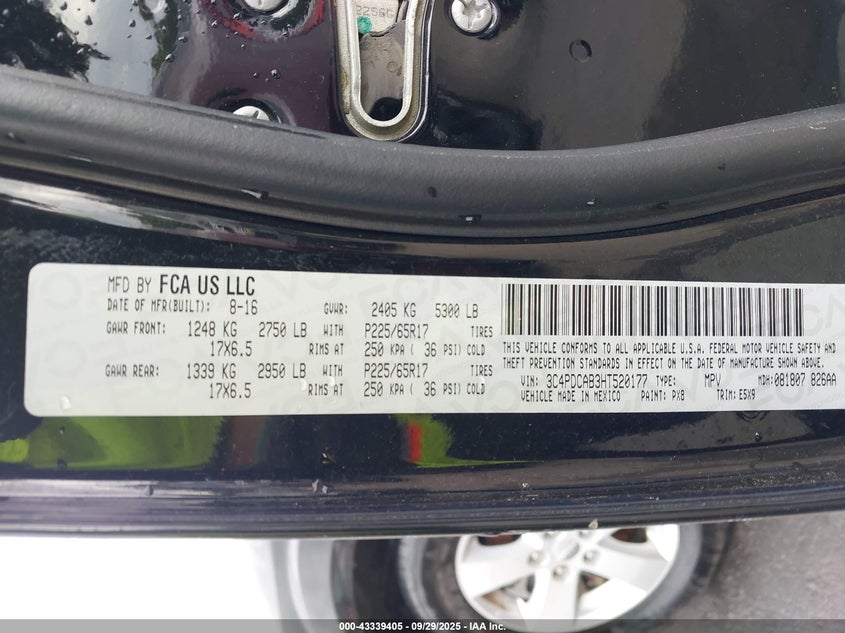 MFD BY FCA US LLC
DATE OF MFR(BUILT): 8-16 GVWR: 2405 KG 5300 LB
GAWR FRONT: 1248 KG 2750 LB WITH P225/65R17 TIRES
17X6.5 RIMS AT 250 KPA ( 36 PSI) COLD
GAWR REAR: 1339 KG 2950 LB WITH P225/65R17 TIRES
17X6.5 RIMS AT 250 KPA ( 36 PSI) COLD
THIS VEHICLE CONFORMS TO ALL APPLICABLE U.S.A. FEDERAL MOTOR VEHICLE SAFETY AND
THEFT PREVENTION STANDARDS IN EFFECT ON THE DATE OF MANUFACTURE SHOWN ABOVE.
VIN: 3C4PDCAB3HT520177 TYPE: MPV MDH: 081807 826AA
VEHICLE MADE IN MEXICO PAINT: PX8 TRIM: E5X9
000-43339405 - 09/29/2025 - IAA Inc.